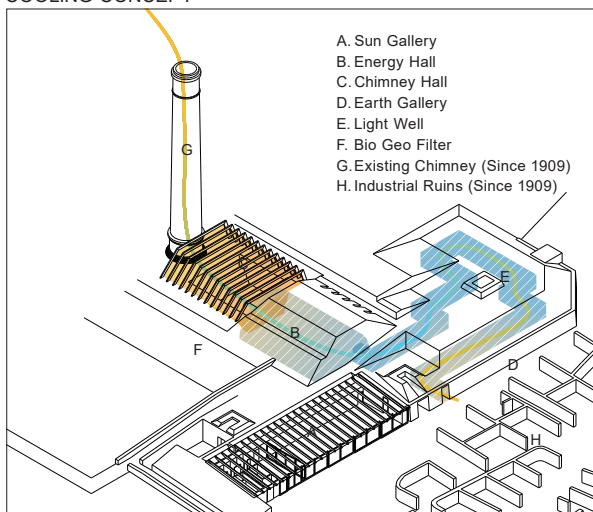 COOLING CONCEPT
A. Sun Gallery
B. Energy Hall
C. Chimney Hall
D. Earth Gallery
E. Light Well
F. Bio Geo Filter
G. Existing Chimney (Since 1909)
H. Industrial Ruins (Since 1909)
G
C
E
B
F
D
A
H